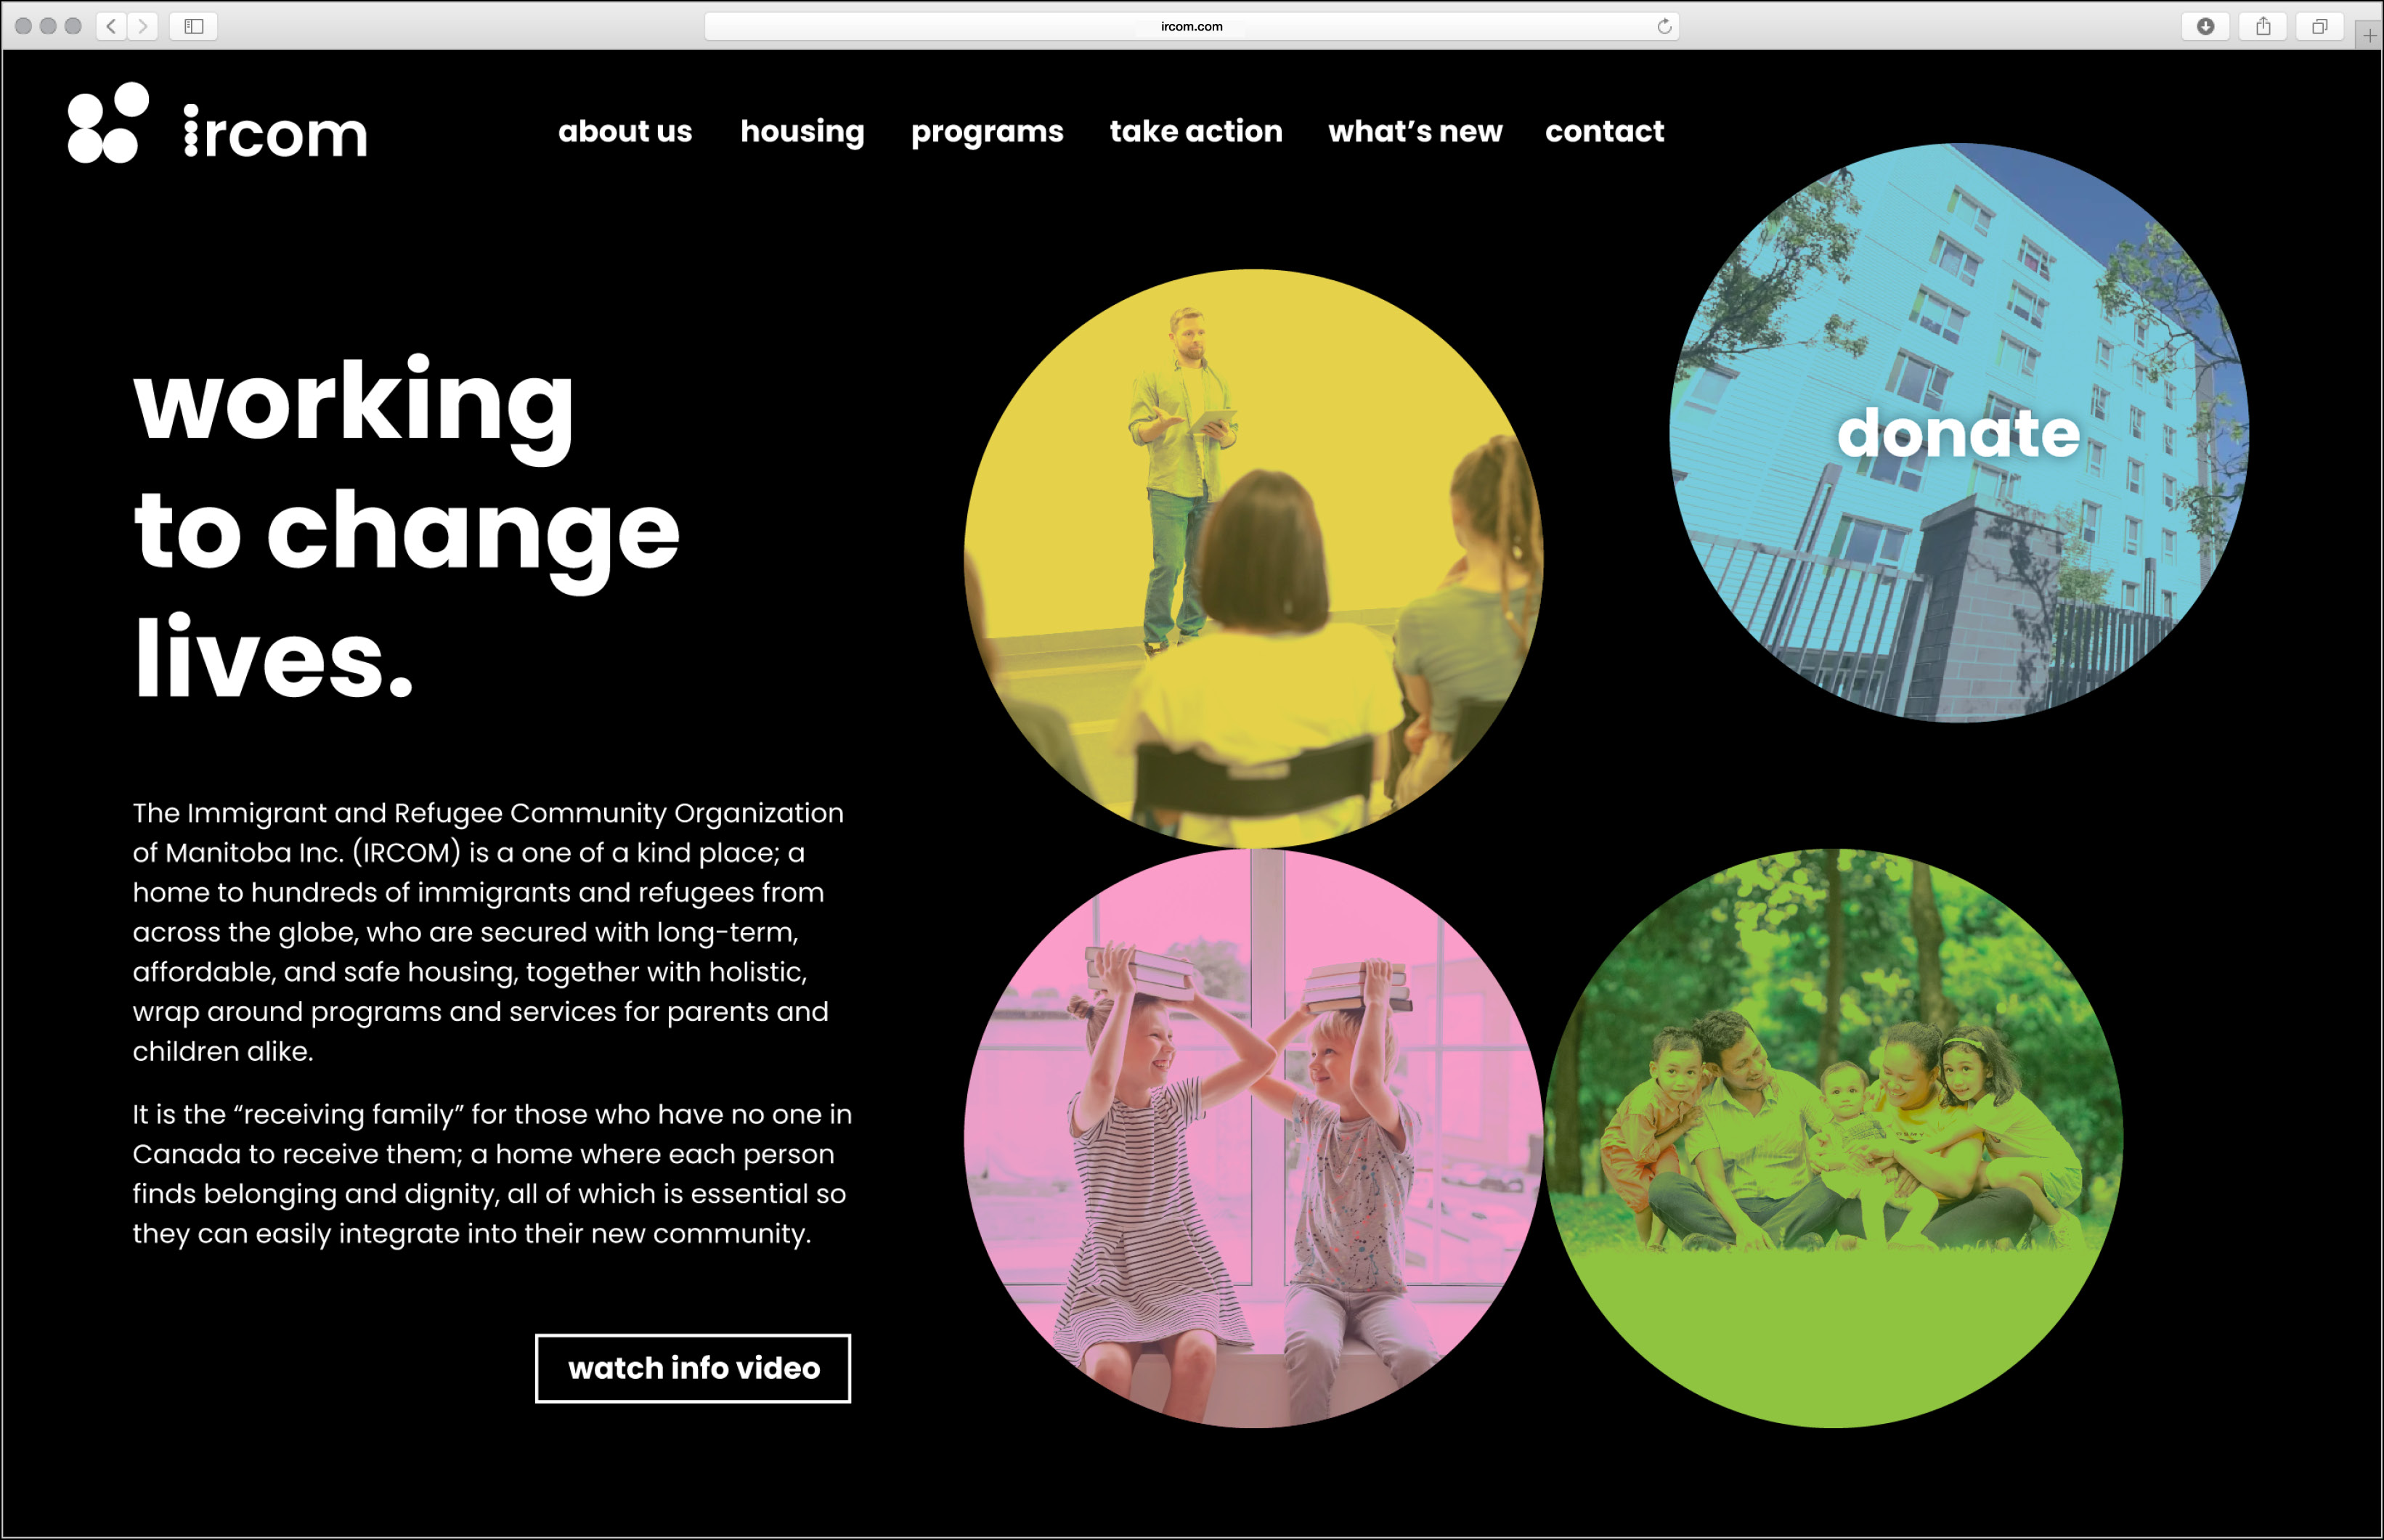 ircom.com
ircom
about us housing programs take action what's new contact
donate
working
to change
lives.
The Immigrant and Refugee Community Organization
of Manitoba Inc. (IRCOM) is a one of a kind place; a
home to hundreds of immigrants and refugees from
across the globe, who are secured with long-term,
affordable, and safe housing, together with holistic,
wrap around programs and services for parents and
children alike.
It is the “receiving family” for those who have no one in
Canada to receive them; a home where each person
finds belonging and dignity, all of which is essential so
they can easily integrate into their new community.
watch info video